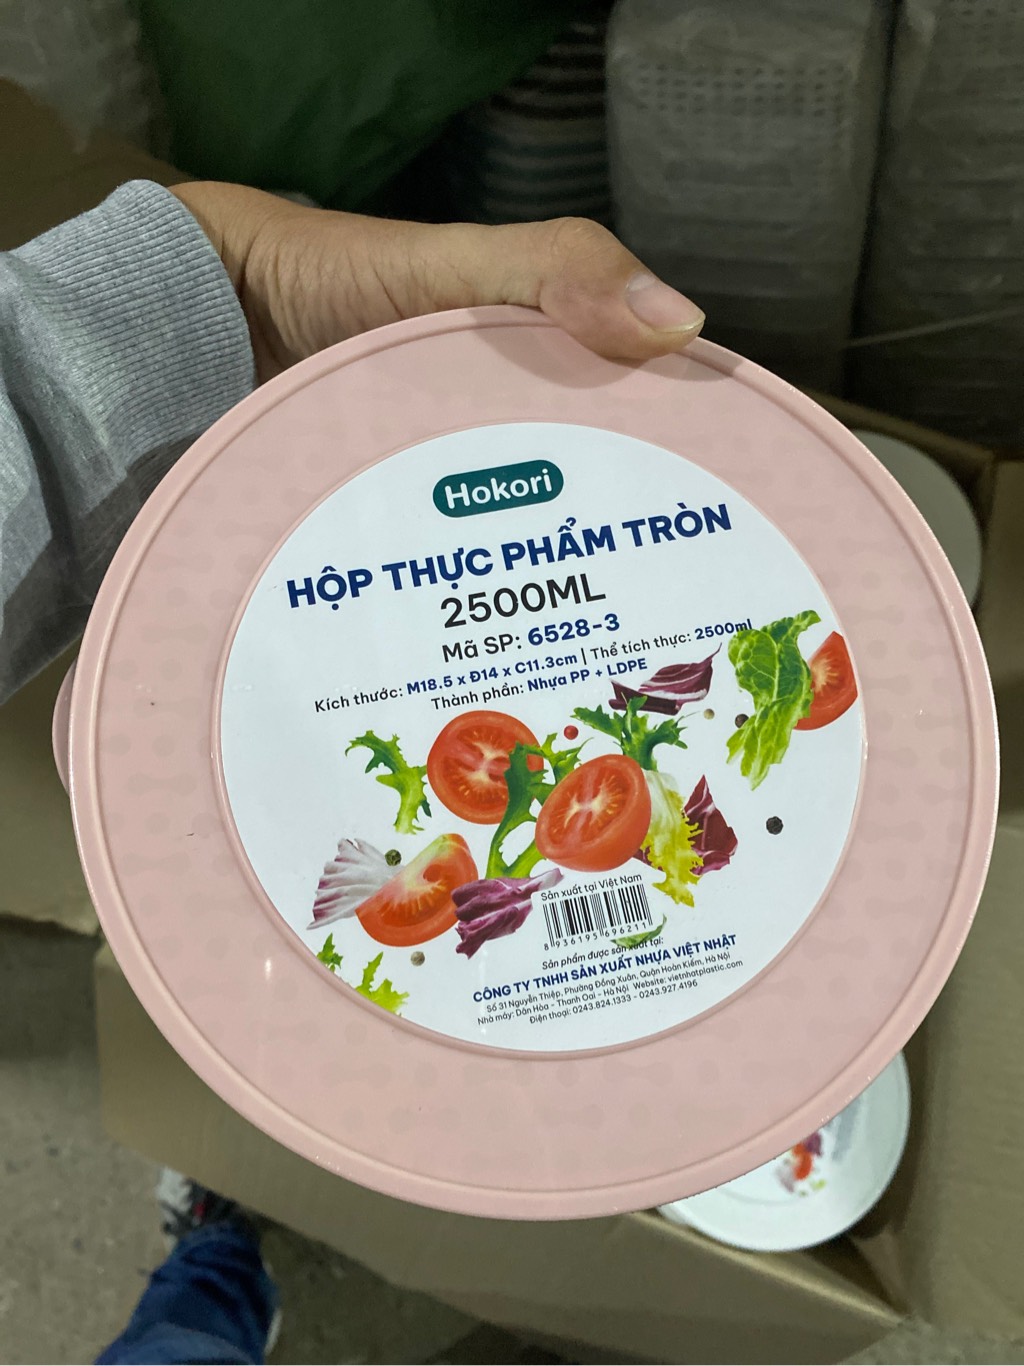 Hokori
HỘP THỰC PHẨM TRÒN
2500ML
Mã SP: 6528-3
Kích thước: M18.5 x Đ14 x C11.3cm | Thể tích thực: 2500ml
Thành phần: Nhựa PP + LDPE
Sản xuất tại Việt Nam
8 936195 696211
Sản phẩm được sản xuất tại:
CÔNG TY TNHH SẢN XUẤT NHỰA VIỆT NHẬT
Số 31 Nguyễn Thiệp, Phường Đồng Xuân, Quận Hoàn Kiếm, Hà Nội
Nhà máy: Dân Hòa - Thanh Oai - Hà Nội Website: vietnhatplastic.com
Điện thoại: 0243.824.1333 - 0243.927.4196